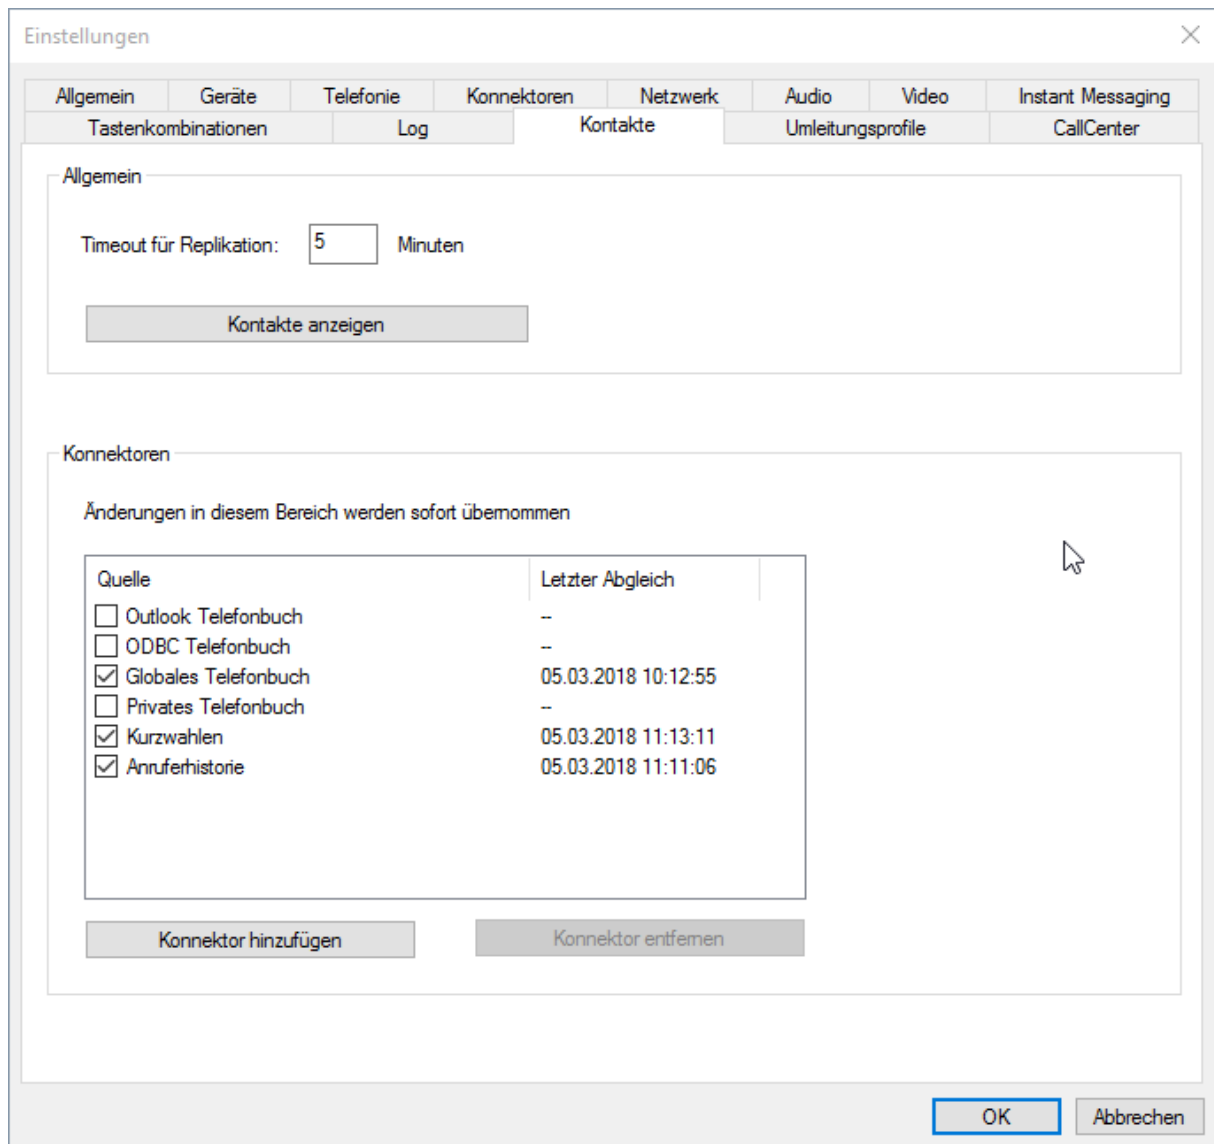 Einstellungen
Allgemein Geräte Telefonie Konnektoren Netzwerk Audio Video Instant Messaging
Tastenkombinationen Log Kontakte Umleitungsprofile CallCenter
Allgemein
Timeout für Replikation: 5 Minuten
Kontakte anzeigen
Konnektoren
Änderungen in diesem Bereich werden sofort übernommen
Quelle Letzter Abgleich
Outlook Telefonbuch --
ODBC Telefonbuch --
Globales Telefonbuch 05.03.2018 10:12:55
Privates Telefonbuch --
Kurzwahlen 05.03.2018 11:13:11
Anruferhistorie 05.03.2018 11:11:06
Konnektor hinzufügen Konnektor entfernen
OK Abbrechen